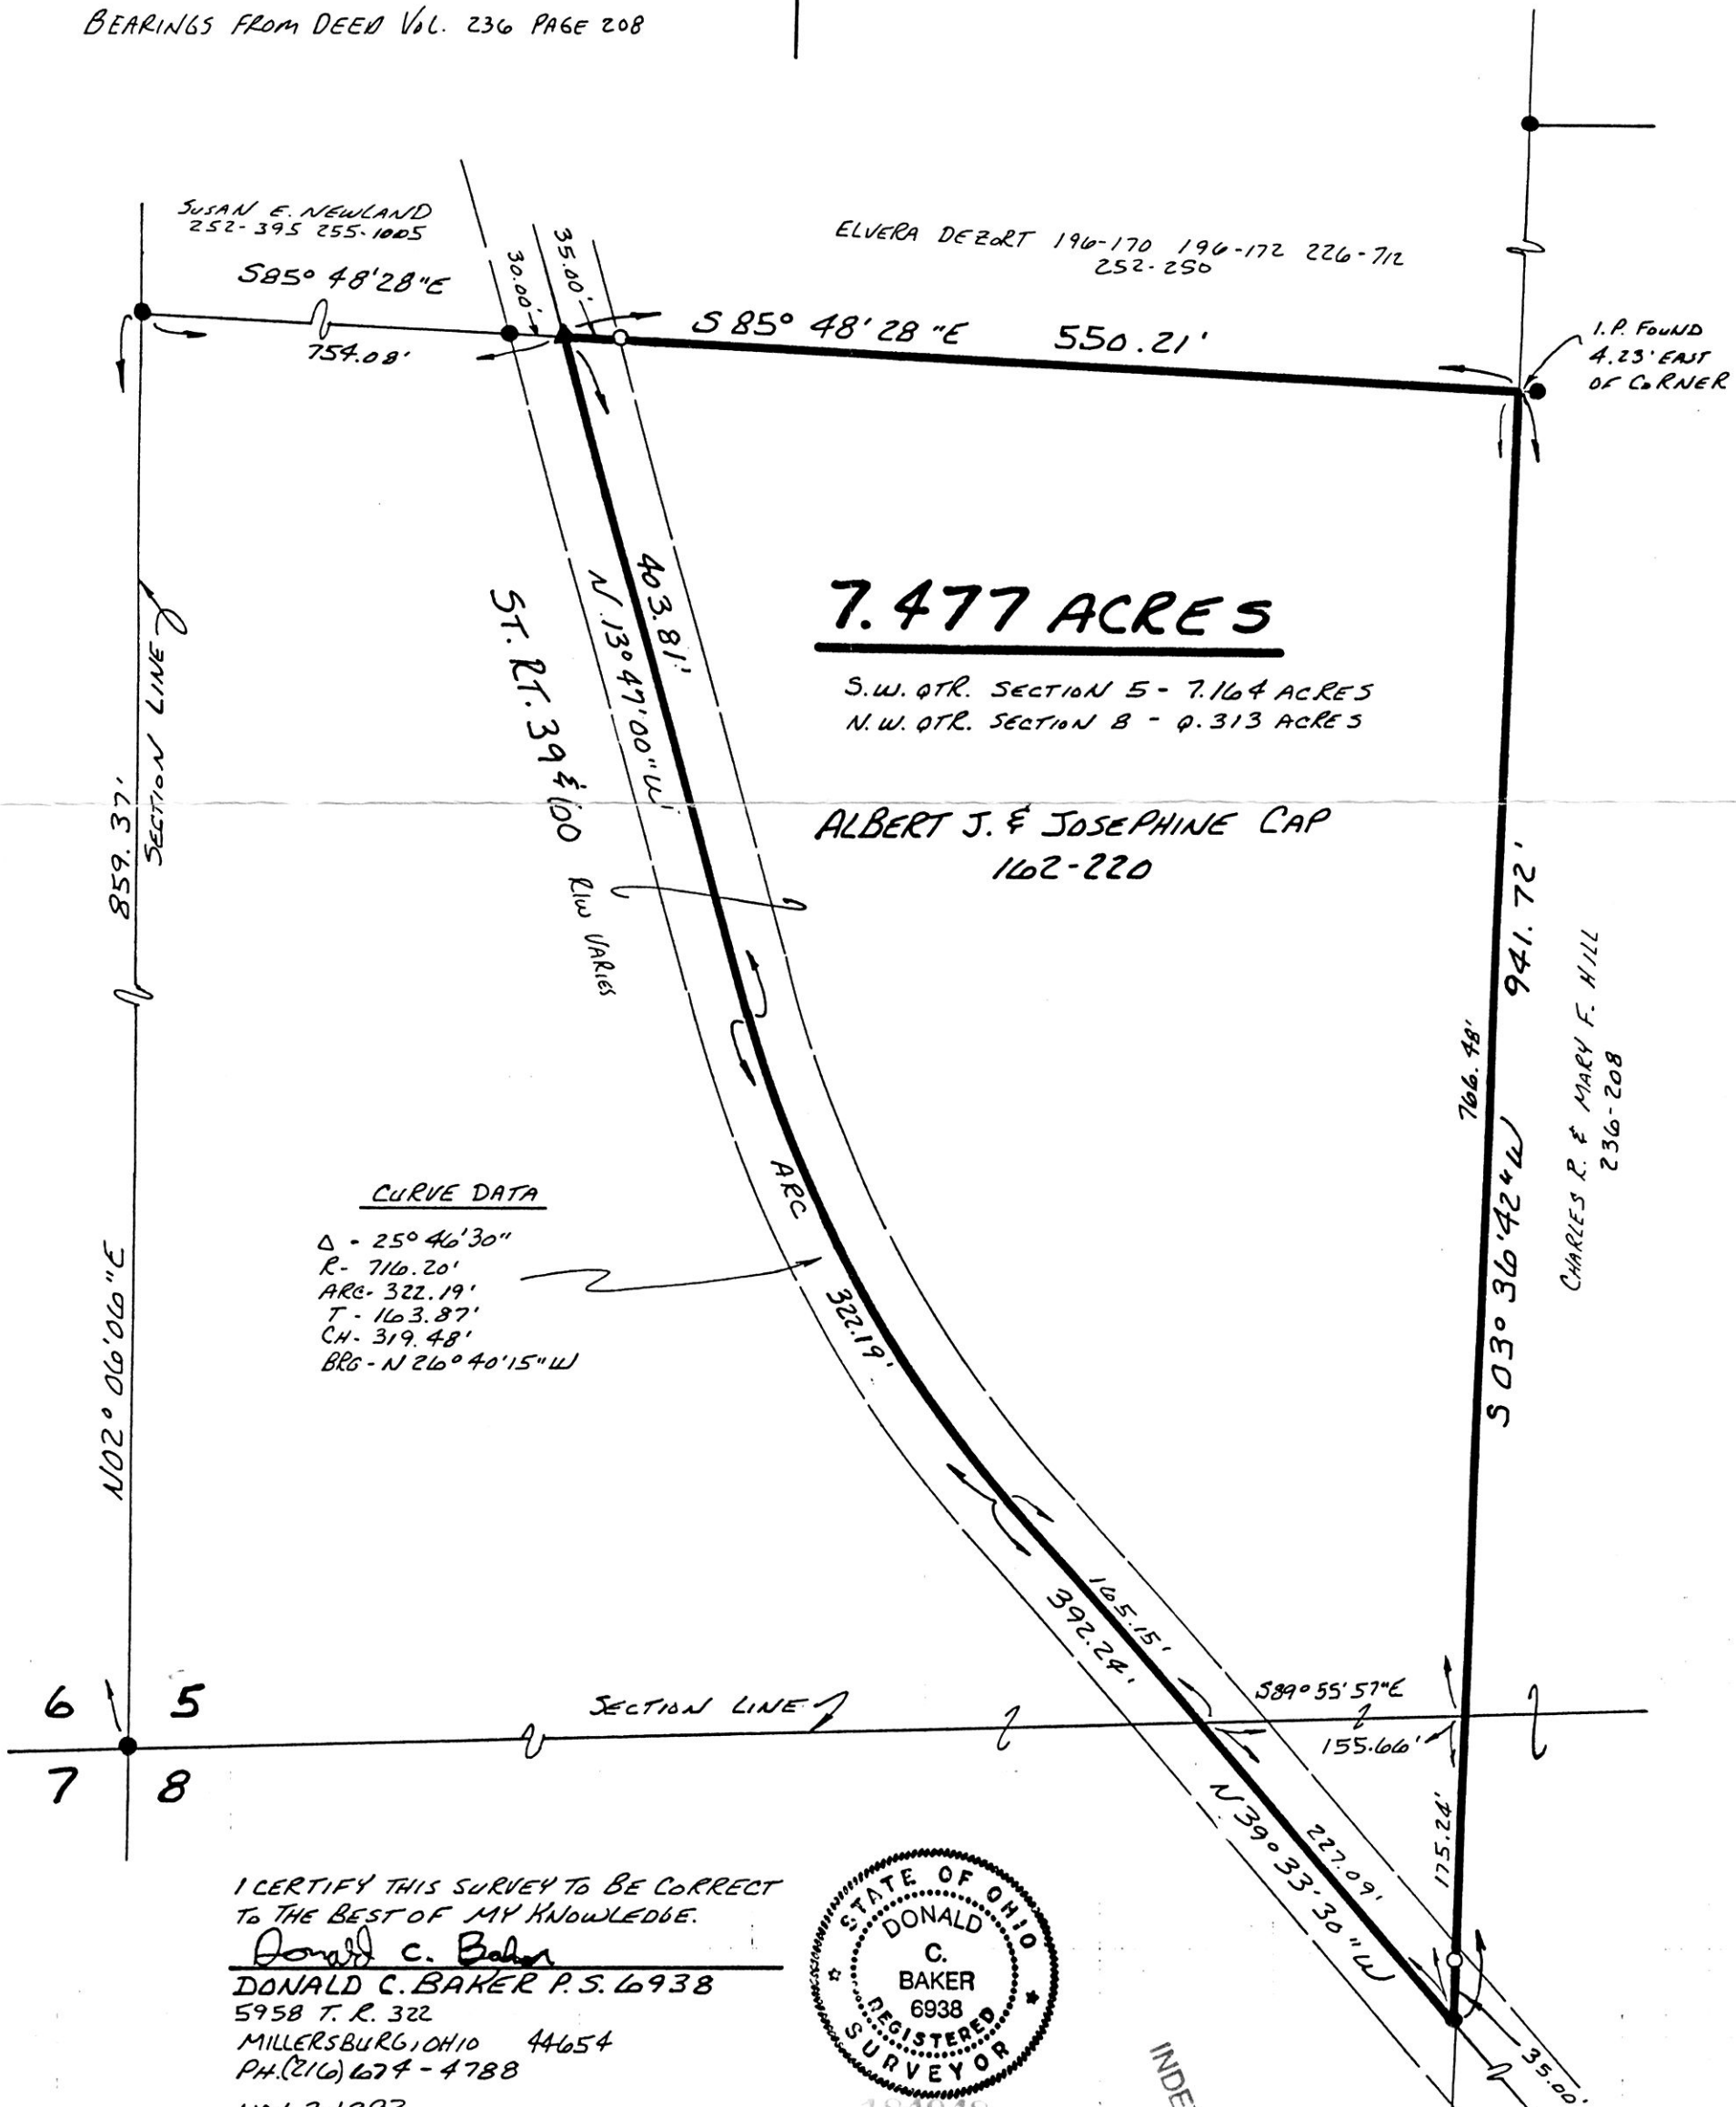 BEARINGS FROM DEED VOL. 236 PAGE 208
SUSAN E. NEWLAND
252-395 255-1005
S85° 48'28"E
754.08'
30.00'
35.00'
ELVERA DEZORT 196-170 196-172 226-712
252-250
S 85° 48' 28 "E 550.21'
I.P. FOUND
4.23' EAST
OF CORNER
403.81'
N.13° 47'00"W
ST. RT. 39 & 100 R/W VARIES
7.477 ACRES
S.W. QTR. SECTION 5 - 7.164 ACRES
N.W. QTR. SECTION 8 - 0.313 ACRES
ALBERT J. & JOSEPHINE CAP
162-220
SECTION LINE
859.37'
N02° 06'06"E
941.72'
766.48'
S 03° 36'42"W
CHARLES R. & MARY F. HILL
236-208
CURVE DATA
Δ - 25° 46'30"
R- 716.20'
ARC- 322.19'
T - 163.87'
CH- 319.48'
BRG - N 26° 40'15"W
ARC
322.19'
165.15'
392.24'
6 5
SECTION LINE
S89° 55'57"E
155.66'
7 8
N 39° 33' 30 "W
227.09'
175.24'
35.00'
I CERTIFY THIS SURVEY TO BE CORRECT
TO THE BEST OF MY KNOWLEDGE.
Donald C. Baker
DONALD C. BAKER P.S. 6938
5958 T. R. 322
MILLERSBURG, OHIO 44654
PH. (216) 674-4788
STATE OF OHIO
DONALD
C.
BAKER
6938
REGISTERED
SURVEYOR